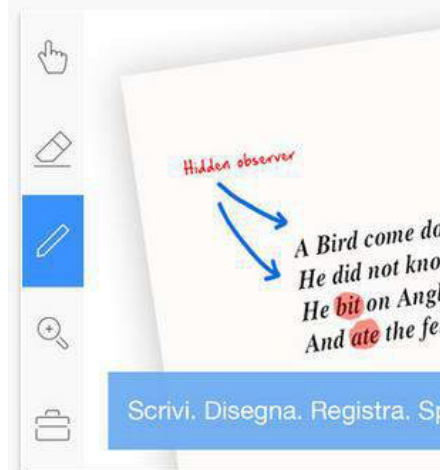 Hidden observer
A Bird come do
He did not kno
He bit on Angl
And ate the fe
Scrivi. Disegna. Registra. Sp